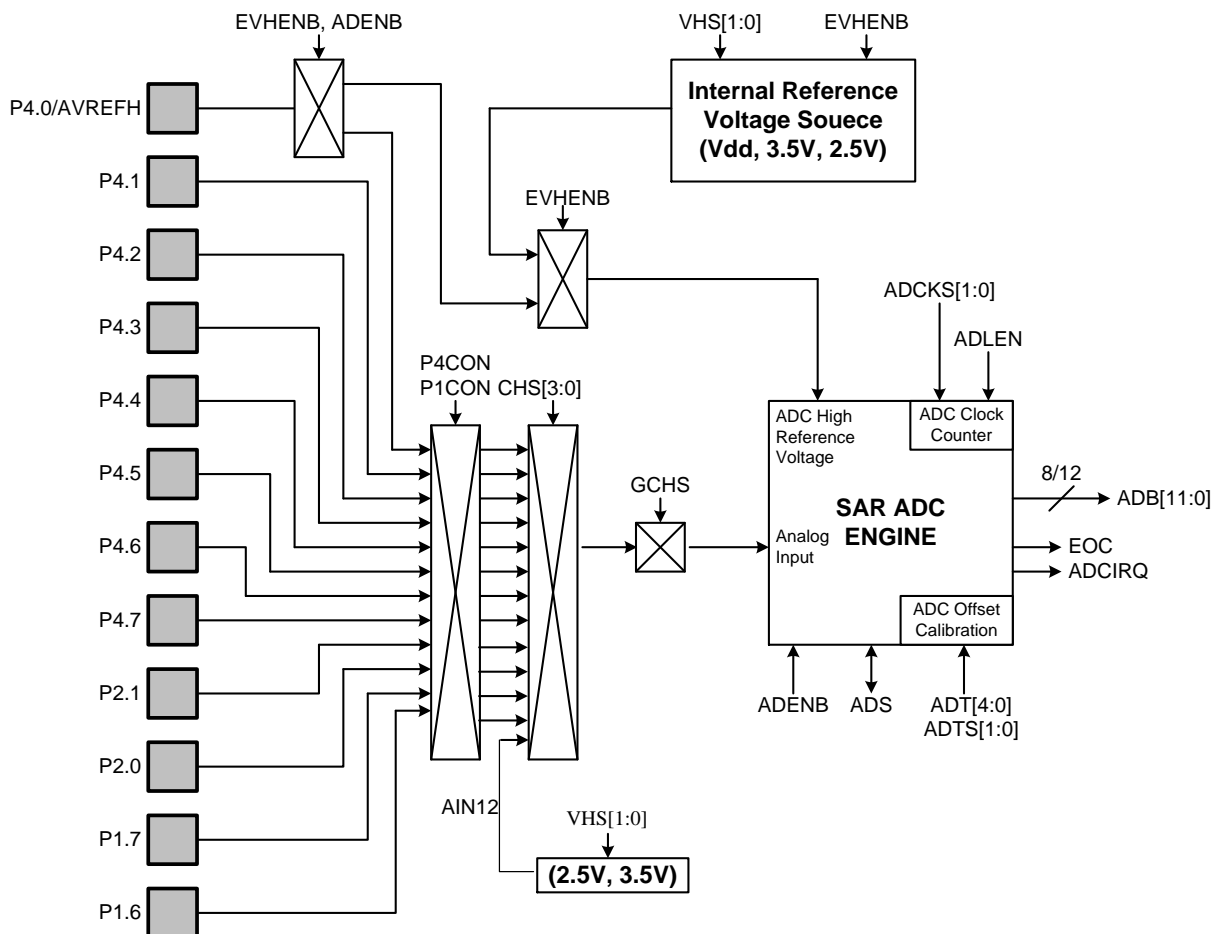 EVHENB, ADENB
VHS[1:0]
EVHENB
P4.0/AVREFH
Internal Reference
Voltage Souece
(Vdd, 3.5V, 2.5V)
P4.1
EVHENB
P4.2
ADCKS[1:0]
P4.3
ADLEN
P4CON
P1CON CHS[3:0]
P4.4
ADC High
Reference
Voltage
ADC Clock
Counter
P4.5
8/12
GCHS
ADB[11:0]
SAR ADC
ENGINE
Analog
Input
P4.6
EOC
ADCIRQ
P4.7
ADC Offset
Calibration
P2.1
ADENB
ADS
ADT[4:0]
ADTS[1:0]
P2.0
AIN12
VHS[1:0]
P1.7
(2.5V, 3.5V)
P1.6